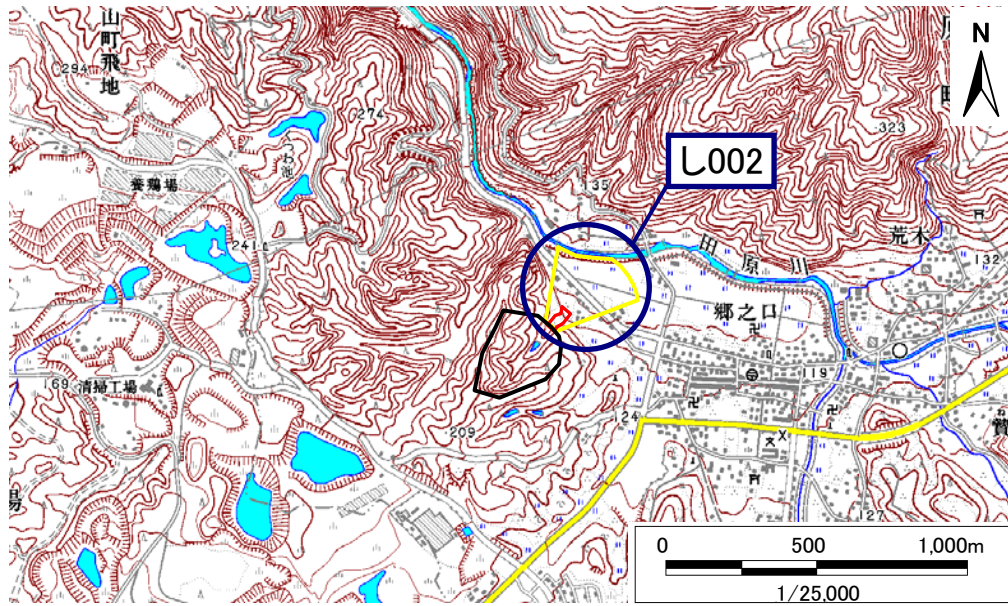 山町飛地
294
274
つわ池
養鶏場
241
169
清掃工場
209
135
し002
323
N
荒木
132
田原川
郷之口
119
24
127
0 500 1,000m
1/25,000